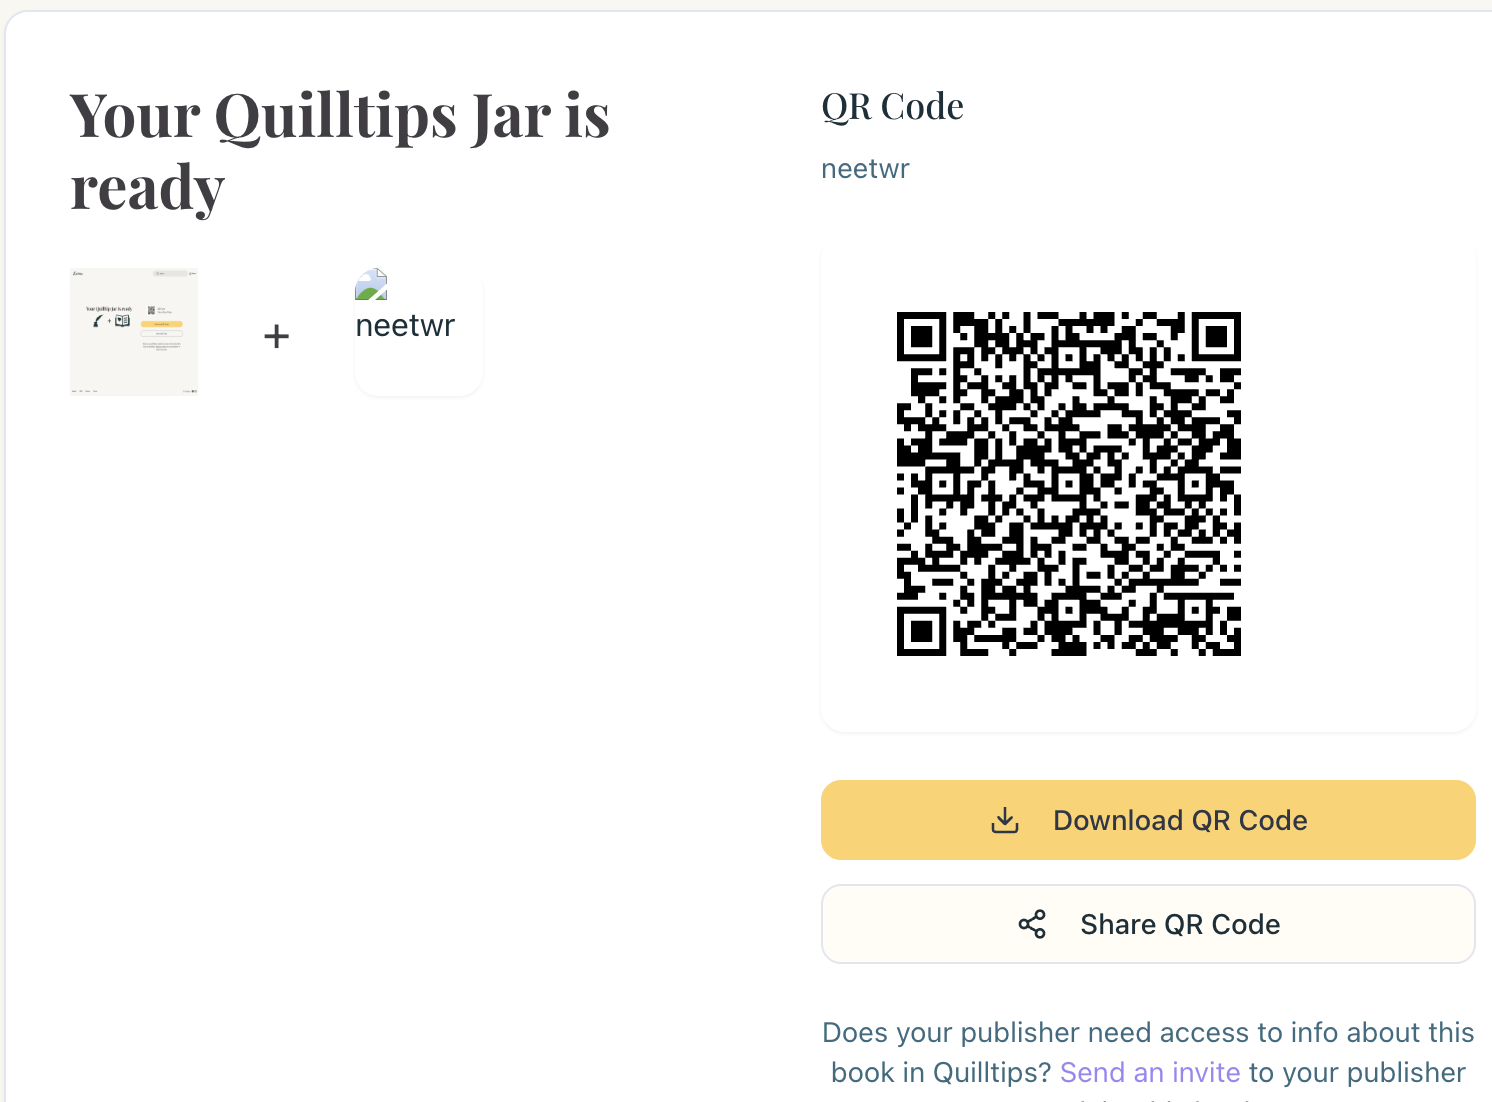 Your Quilltips Jar is
ready
+
neetwr
QR Code
neetwr
Download QR Code
Share QR Code
Does your publisher need access to info about this
book in Quilltips? Send an invite to your publisher